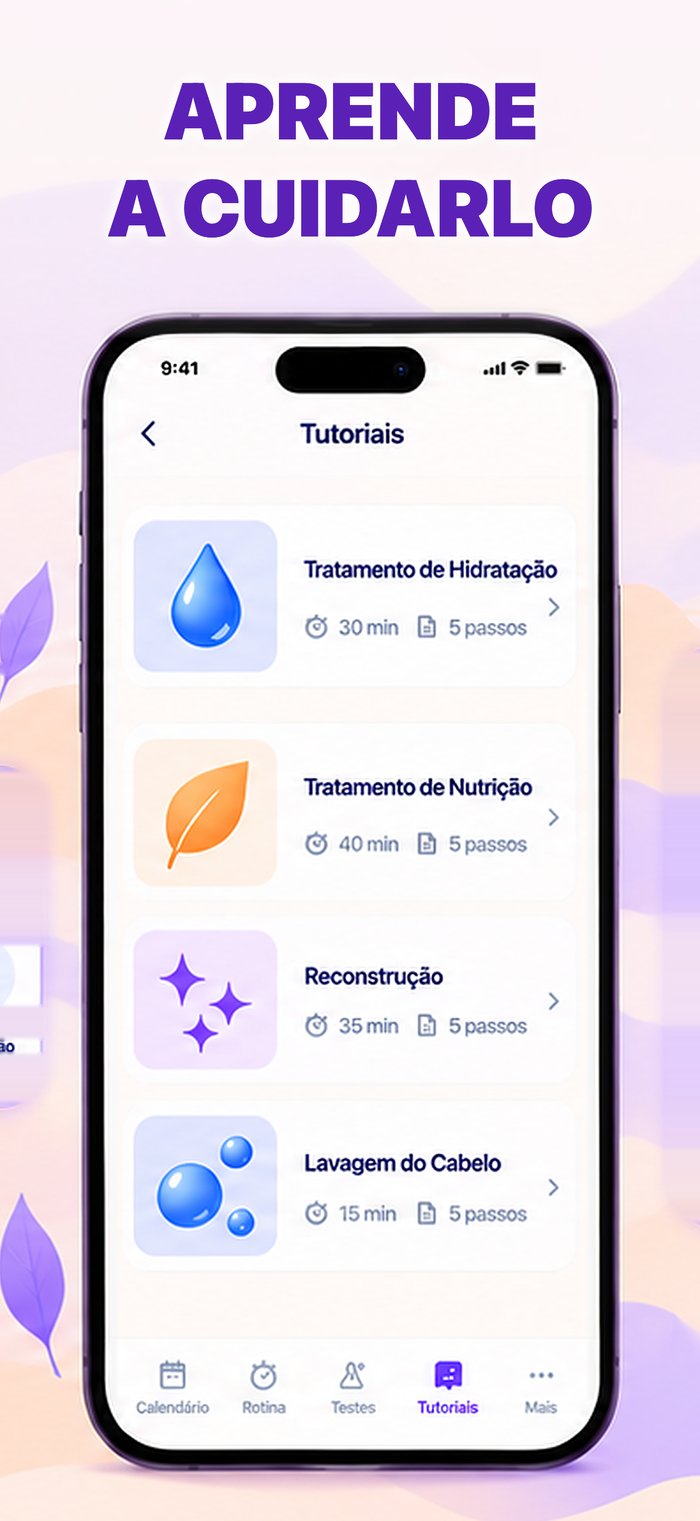 APRENDE
A CUIDARLO
9:41
Tutoriais
Tratamento de Hidratação
30 min 5 passos
Tratamento de Nutrição
40 min 5 passos
Reconstrução
35 min 5 passos
ão
Lavagem do Cabelo
15 min 5 passos
Calendário Rotina Testes Tutoriais Mais